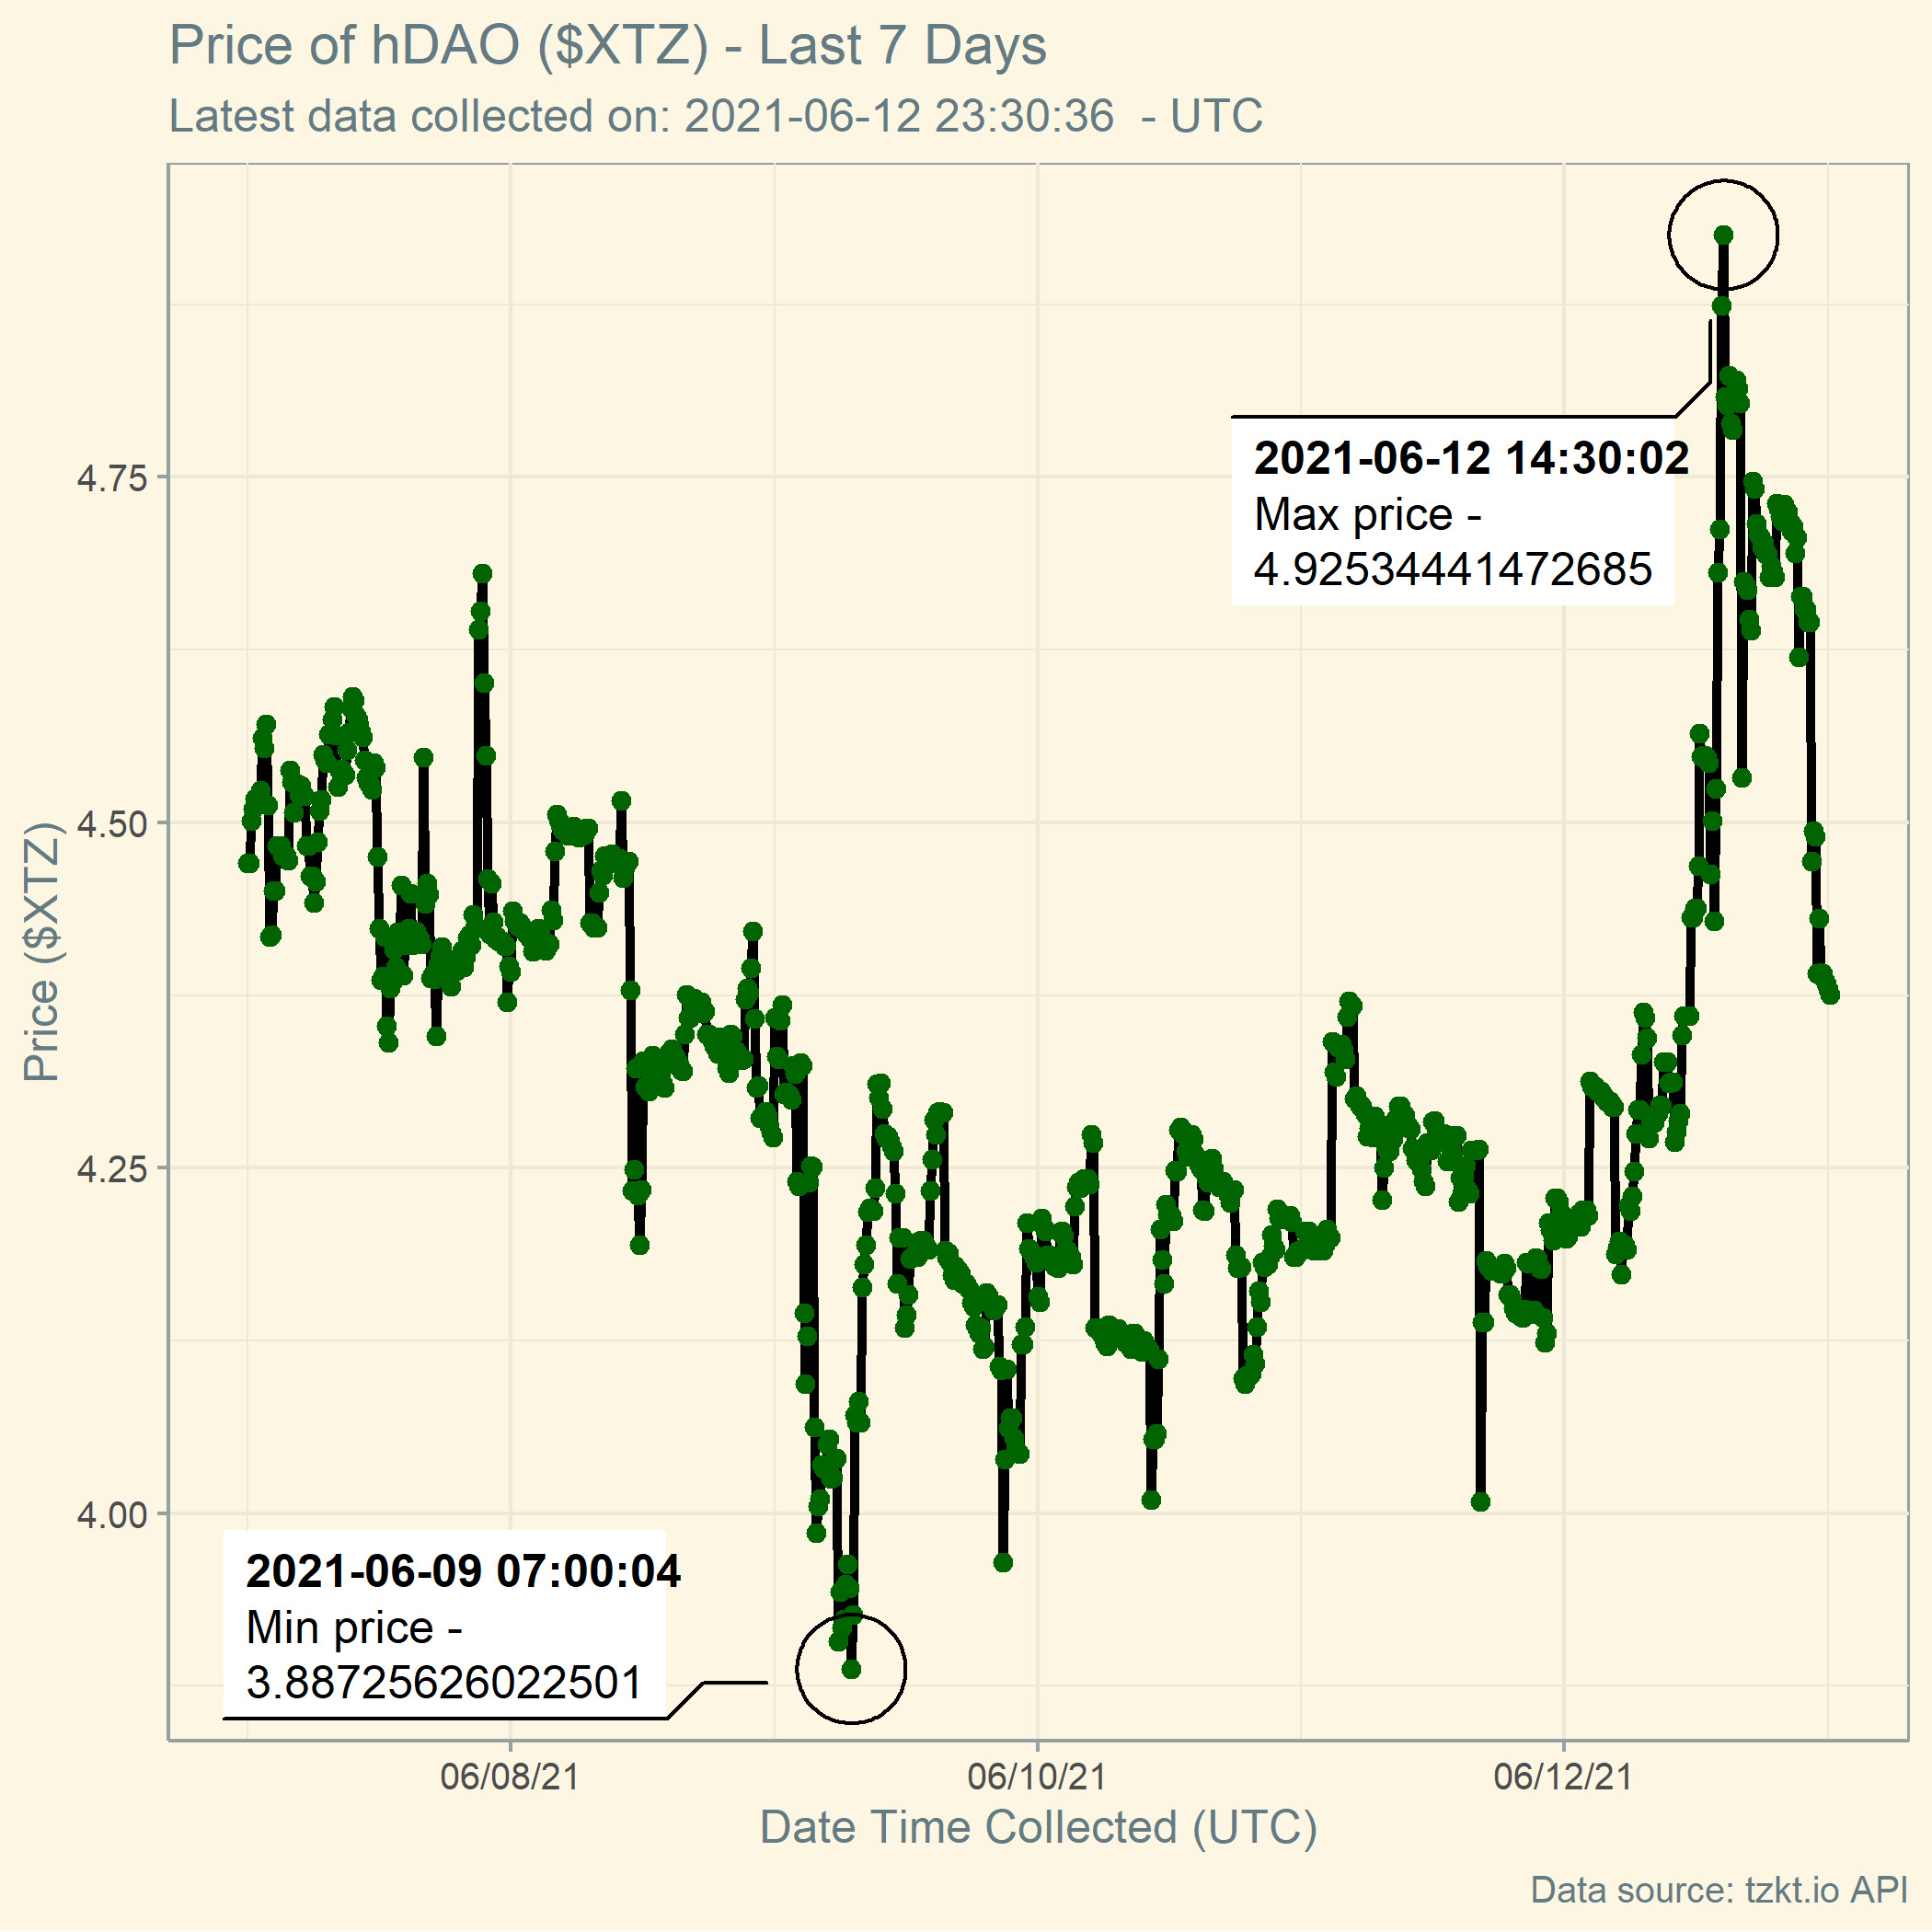 Price of hDAO ($XTZ) - Last 7 Days
Latest data collected on: 2021-06-12 23:30:36  - UTC
Price ($XTZ)
4.75
4.50
4.25
4.00
2021-06-12 14:30:02
Max price -
4.92534441472685
2021-06-09 07:00:04
Min price -
3.88725626022501
06/08/21
06/10/21
06/12/21
Date Time Collected (UTC)
Data source: tzkt.io API